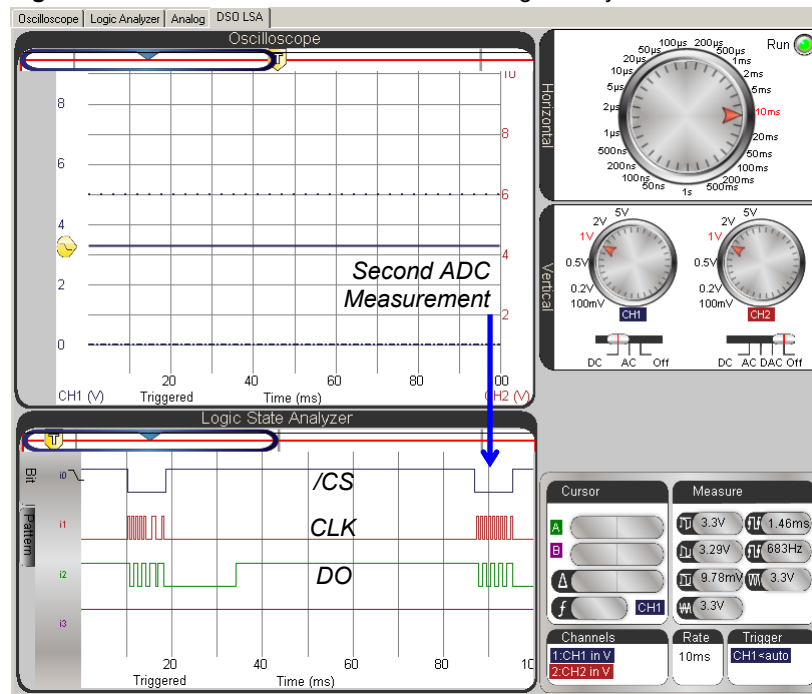 Oscilloscope Logic Analyzer Analog DSO LSA
Oscilloscope
T
10
8
8
6
6
4
4
Second ADC
Measurement
2
2
0
20 40 60 80 00
CH1 (V) Triggered Time (ms) CH2 (V)
Horizontal
Run
50µs 100µs 200µs 500µs
20µs 1ms
10µs 2ms
5µs 5ms
2µs 10ms
1µs 20ms
500ns 50ms
200ns 100ms
100ns 200ms
50ns 1s 500ms
Vertical
2V 5V
1V
0.5V
0.2V
100mV
CH1
DC AC Off
2V 5V
1V
0.5V
0.2V
100mV
CH2
DC AC DAC Off
Logic State Analyzer
T
Bit
Pattern
i0 /CS
i1 CLK
i2 DO
i3
20 40 60 80 10
Triggered Time (ms)
Cursor
A
B
Δ
f CH1
Measure
3.3V 1.46ms
3.29V 683Hz
9.78mV 3.3V
3.3V
Channels
1:CH1 in V
2:CH2 in V
Rate
10ms
Trigger
CH1<auto